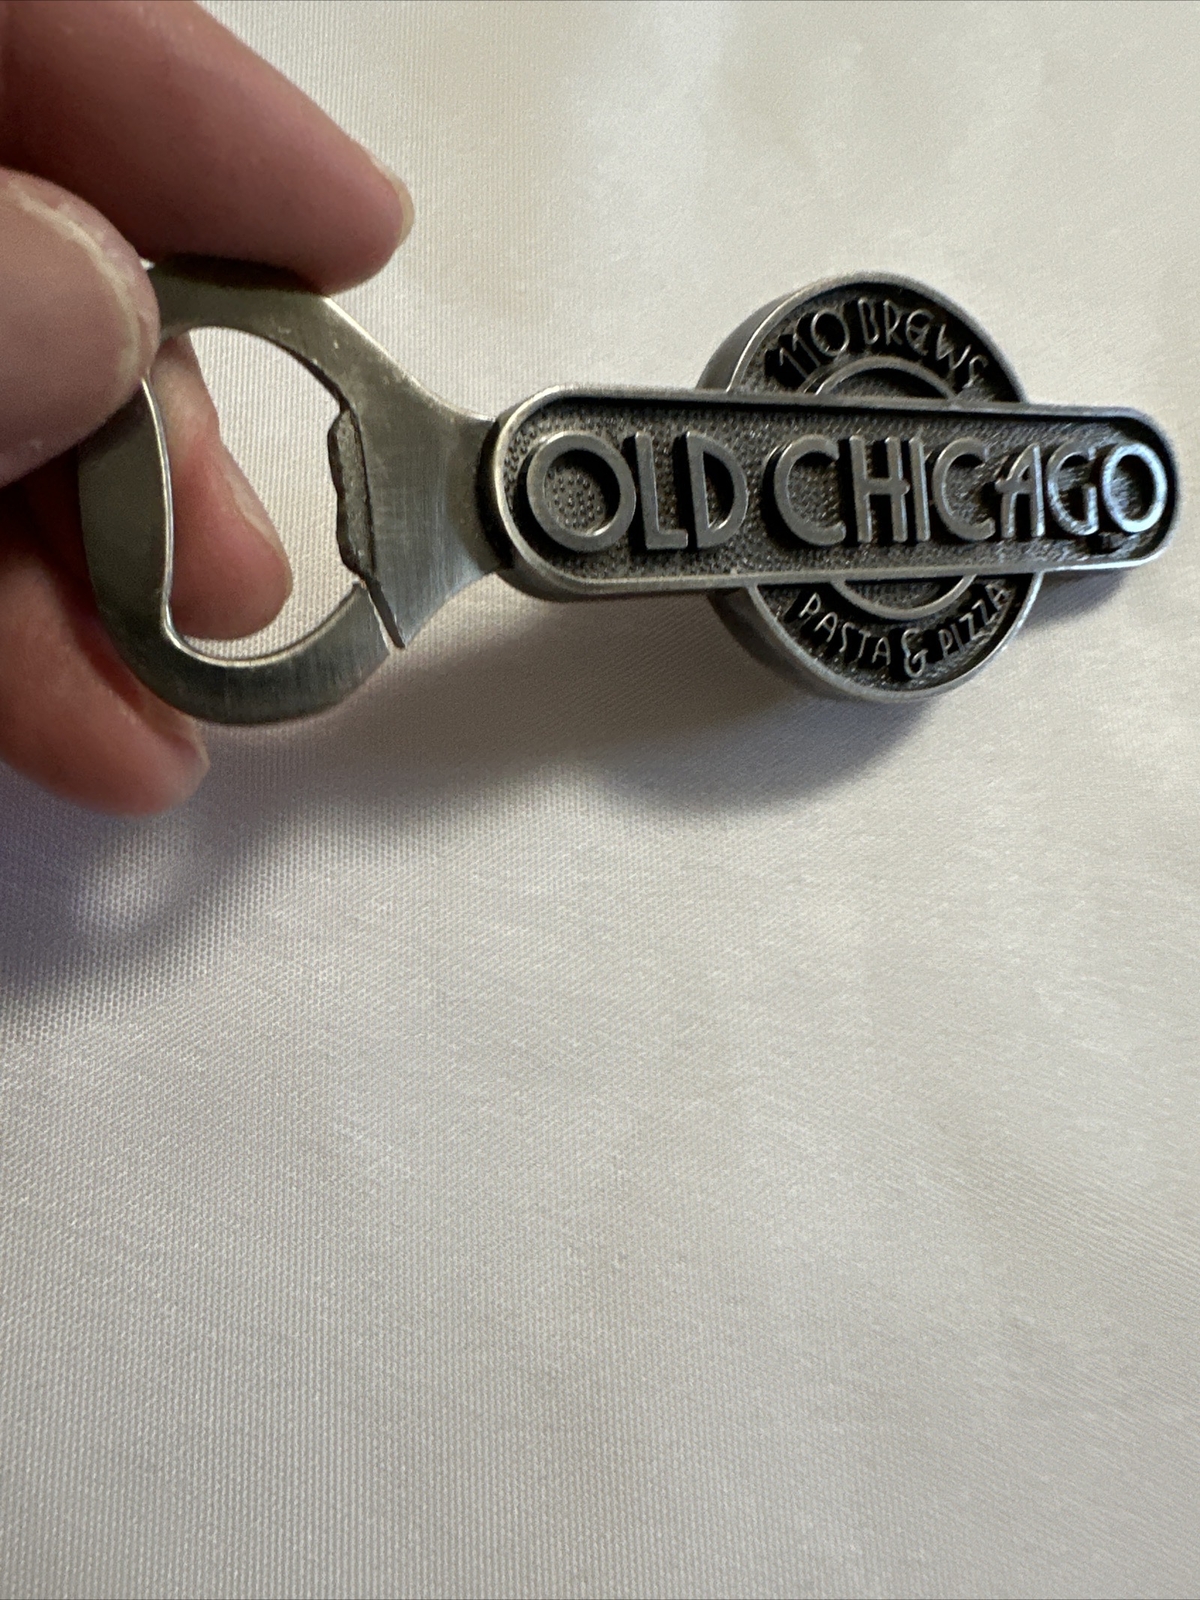 110 BREWS
OLD CHICAGO
PASTA & PIZZA